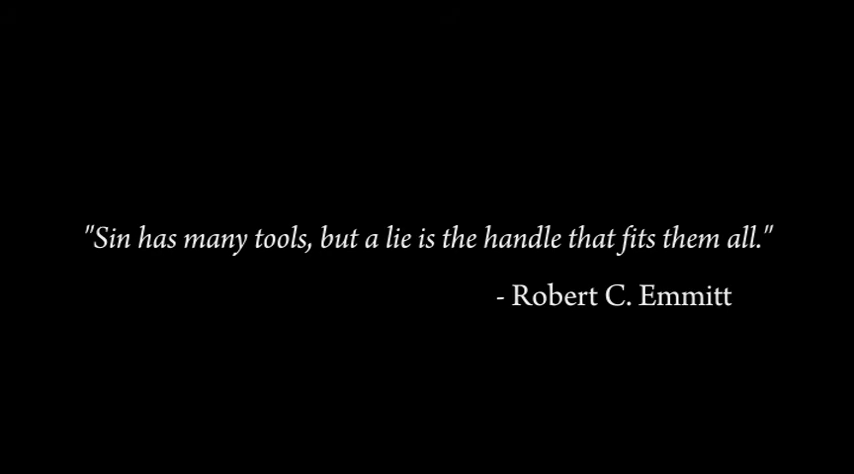 "Sin has many tools, but a lie is the handle that fits them all."
- Robert C. Emmitt